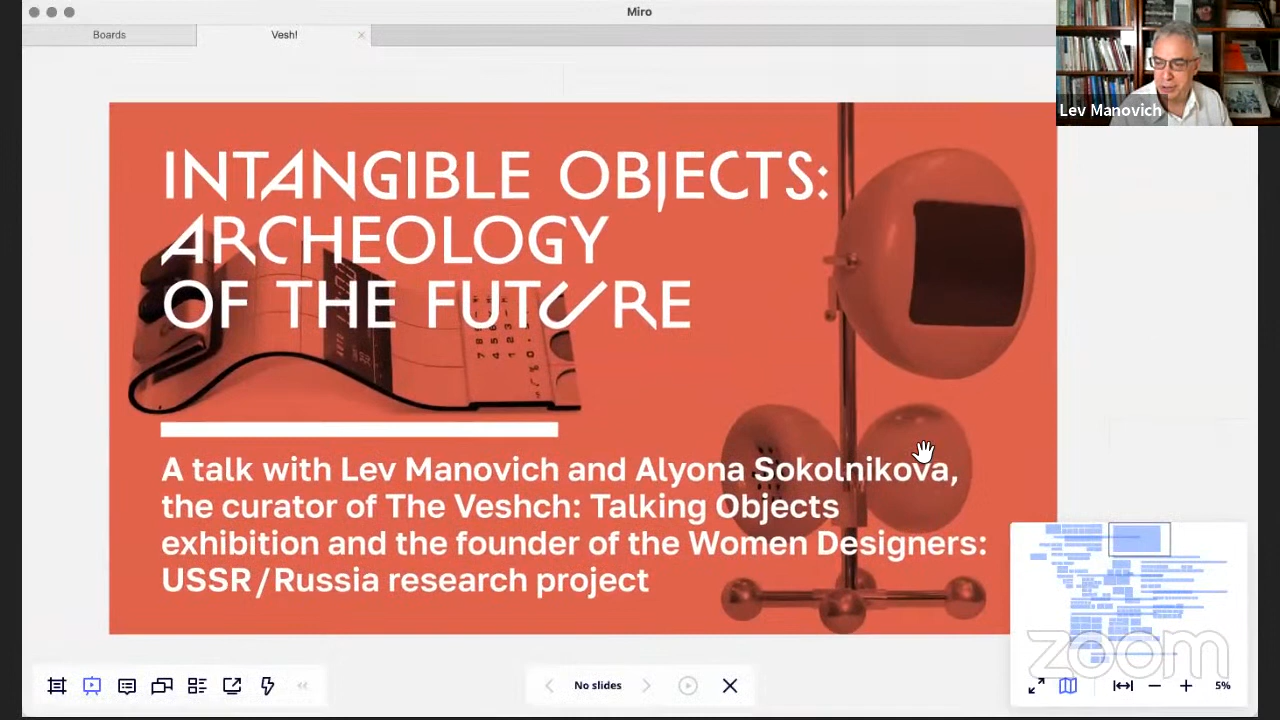 Miro
Boards
Vesh!
Lev Manovich
INTANGIBLE OBJECTS:
ARCHEOLOGY
OF THE FUTURE
A talk with Lev Manovich and Alyona Sokolnikova,
the curator of The Veshch: Talking Objects
exhibition and the founder of the Women Designers:
USSR/Russia research project
No slides
zoom
5%